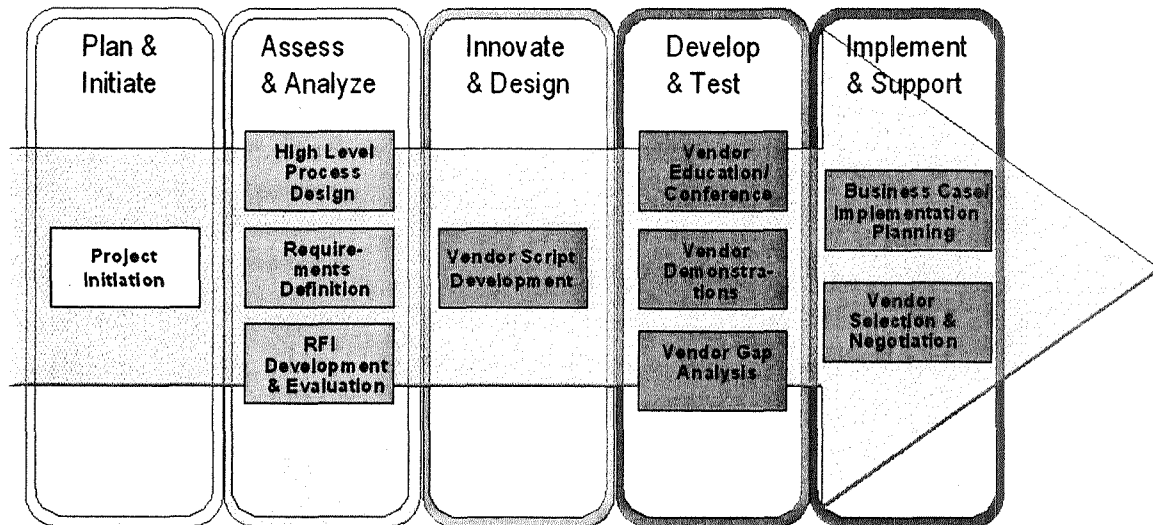 Plan &
Initiate
Assess
& Analyze
Innovate
& Design
Develop
& Test
Implement
& Support
Project
Initiation
High Level
Process
Design
Require-
ments
Definition
RFI
Development
& Evaluation
Vendor Script
Development
Vendor
Education/
Conference
Vendor
Demonstra-
tions
Vendor Gap
Analysis
Business Case/
Implementation
Planning
Vendor
Selection &
Negotiation